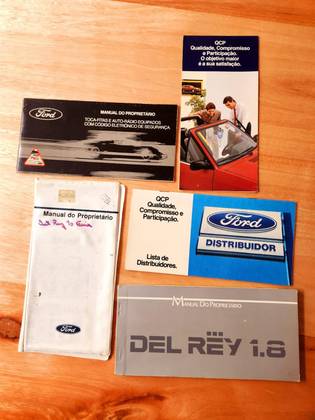 QCP
Qualidade, Compromisso
e Participação.
O objetivo maior
é a sua satisfação.
Ford
MANUAL DO PROPRIETÁRIO
TOCA-FITAS E AUTO-RÁDIO EQUIPADOS
COM CÓDIGO ELETRÔNICO DE SEGURANÇA
Manual do Proprietário
Ford
QCP
Qualidade,
Compromisso e
Participação.
Lista de
Distribuidores.
Ford
DISTRIBUIDOR
MANUAL DO PROPRIETÁRIO
DEL REY 1.8